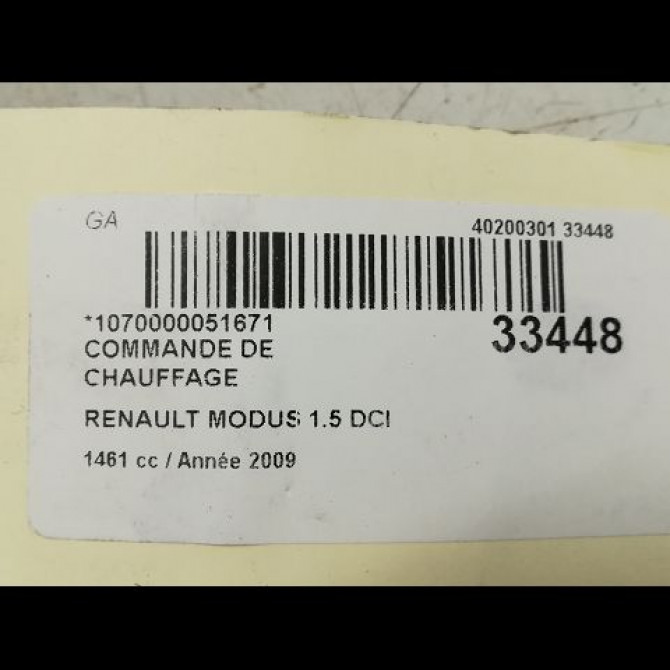 GA
40200301 33448
*1070000051671
33448
COMMANDE DE
CHAUFFAGE
RENAULT MODUS 1.5 DCI
1461 cc / Année 2009